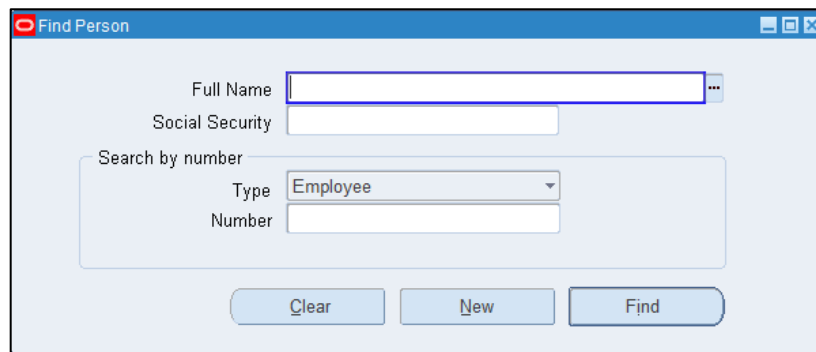 Find Person
Full Name
Social Security
Search by number
Type Employee
Number
Clear New Find